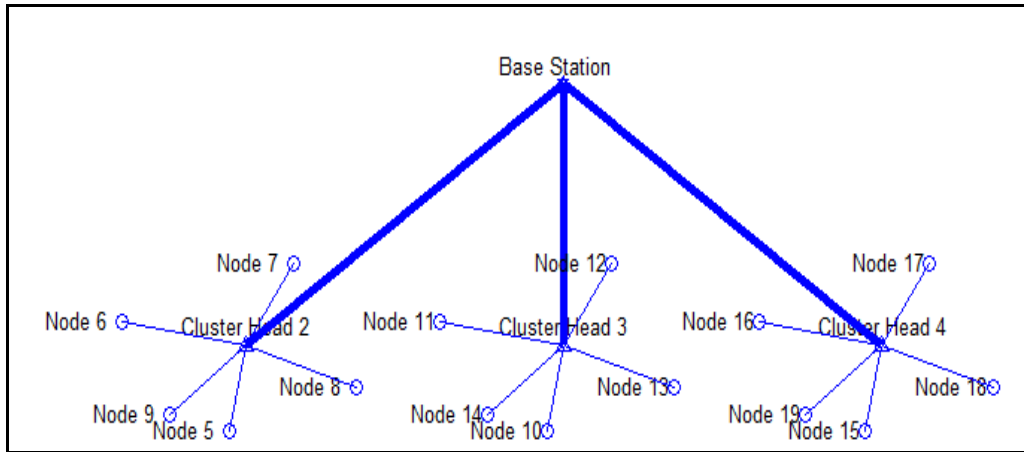 Base Station
Node 7
Node 12
Node 17
Node 6
Cluster Head 2
Node 11
Cluster Head 3
Node 16
Cluster Head 4
Node 8
Node 13
Node 18
Node 9
Node 5
Node 14
Node 10
Node 19
Node 15